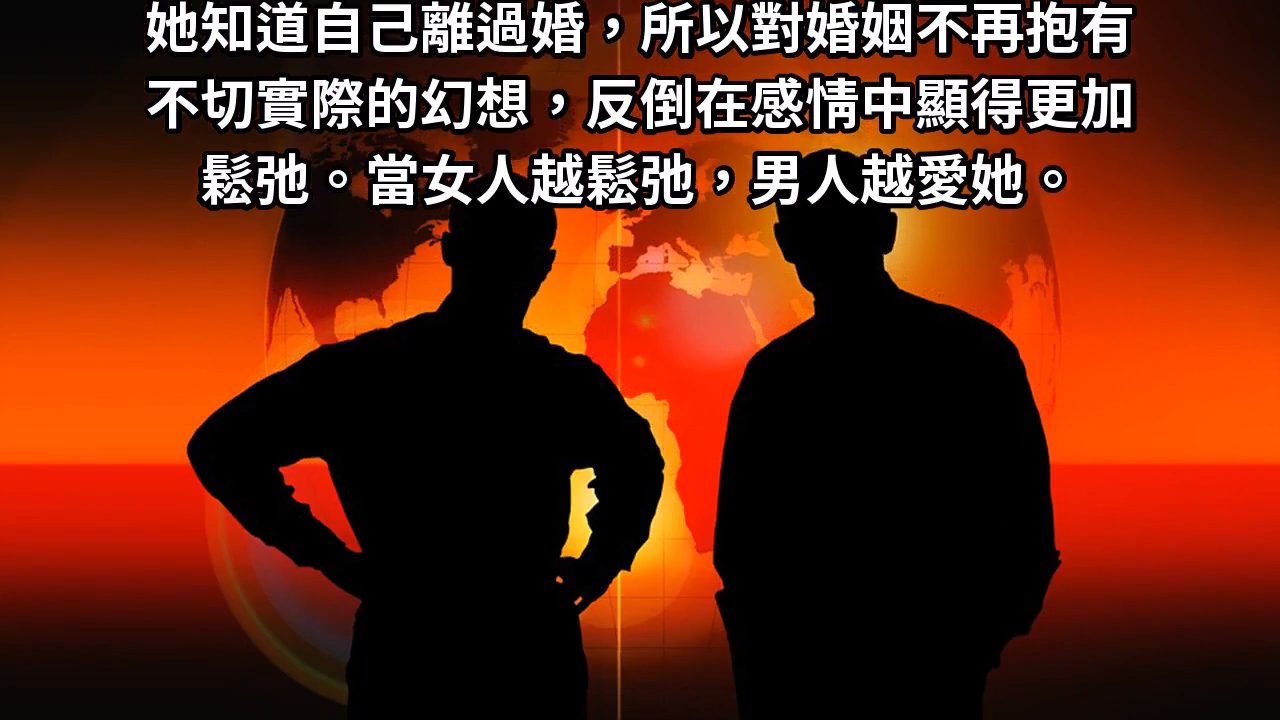 她知道自己離過婚，所以對婚姻不再抱有
不切實際的幻想，反倒在感情中顯得更加
鬆弛。當女人越鬆弛，男人越愛她。